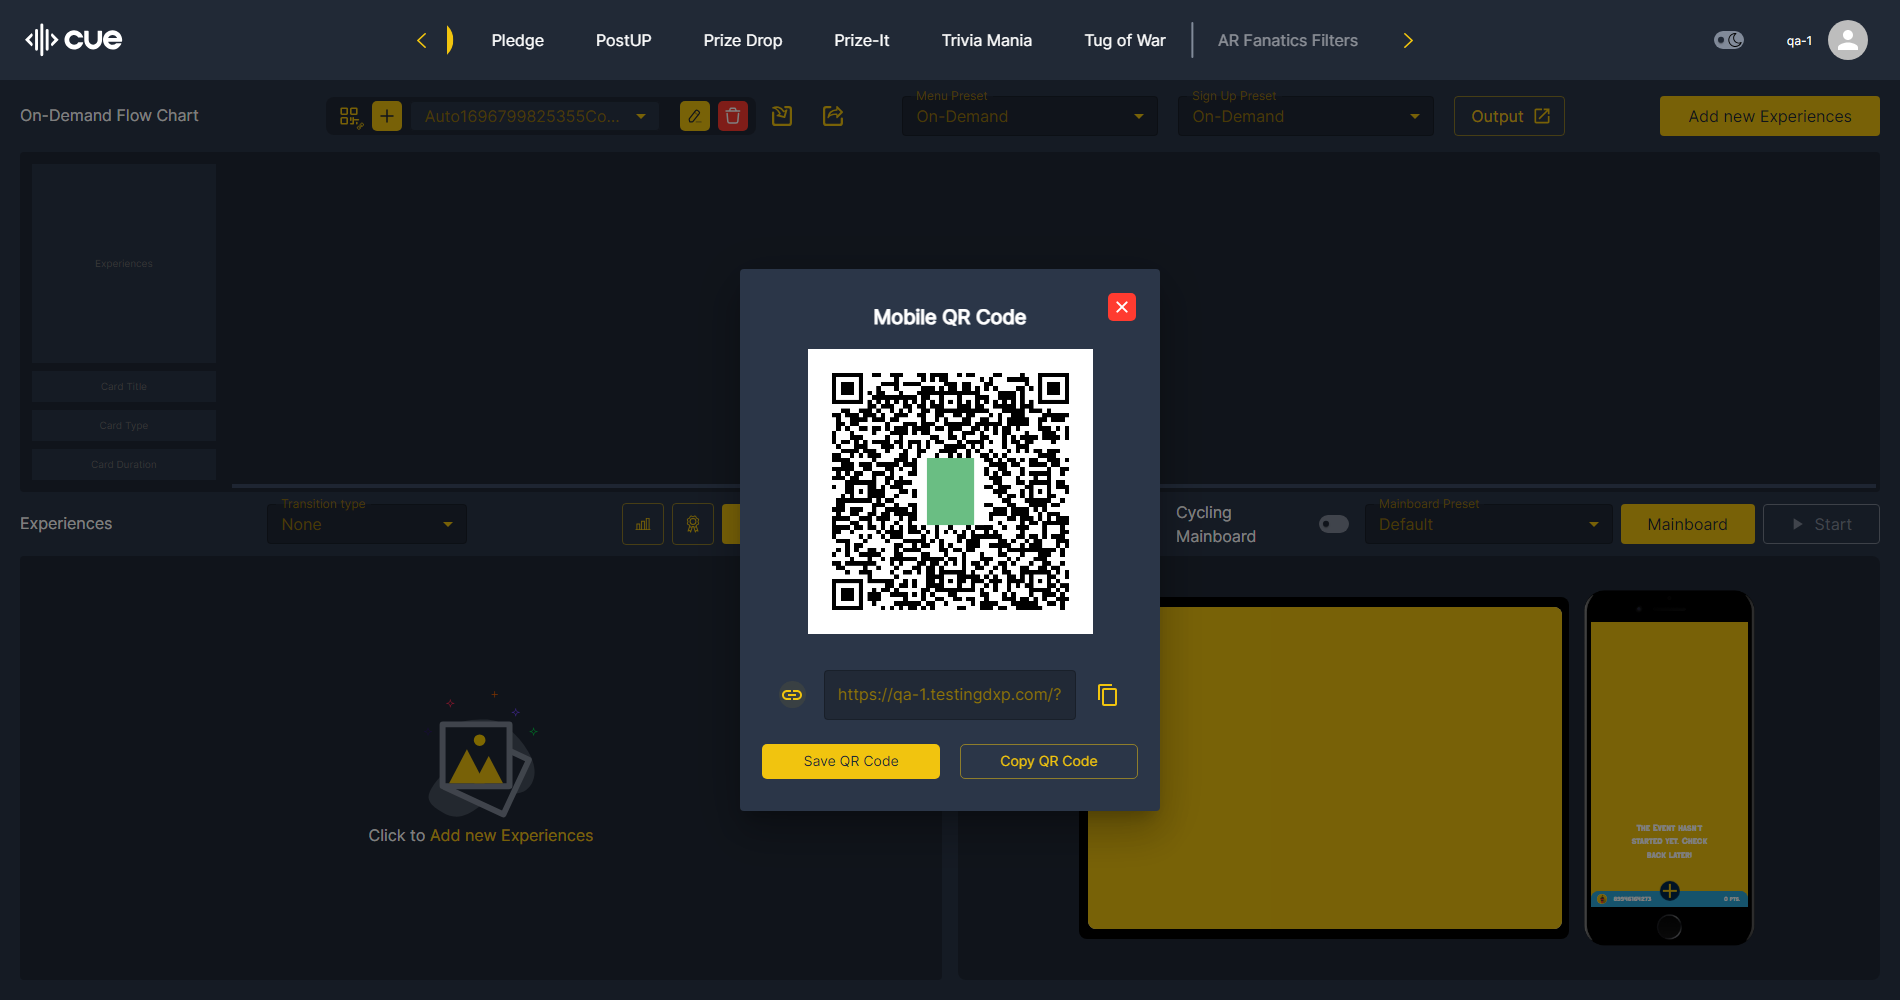 cue
Pledge
PostUP
Prize Drop
Prize-It
Trivia Mania
Tug of War
AR Fanatics Filters
qa-1
On-Demand Flow Chart
Auto1696799825355Co...
Menu Preset
On-Demand
Sign Up Preset
On-Demand
Output
Add new Experiences
Experiences
Card Title
Card Type
Card Duration
Mobile QR Code
https://qa-1.testingdxp.com/?
Save QR Code
Copy QR Code
Experiences
Transition type
None
Cycling
Mainboard
Mainboard Preset
Default
Mainboard
Start
Click to Add new Experiences
The Event hasn't
started yet. Check
back later!
0 pts.